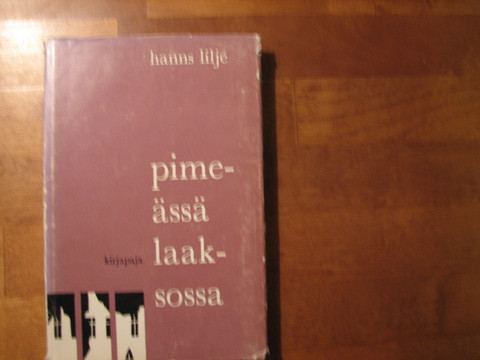 hanns lilje
pime-
ässä
laak-
sossa
kirjapaja